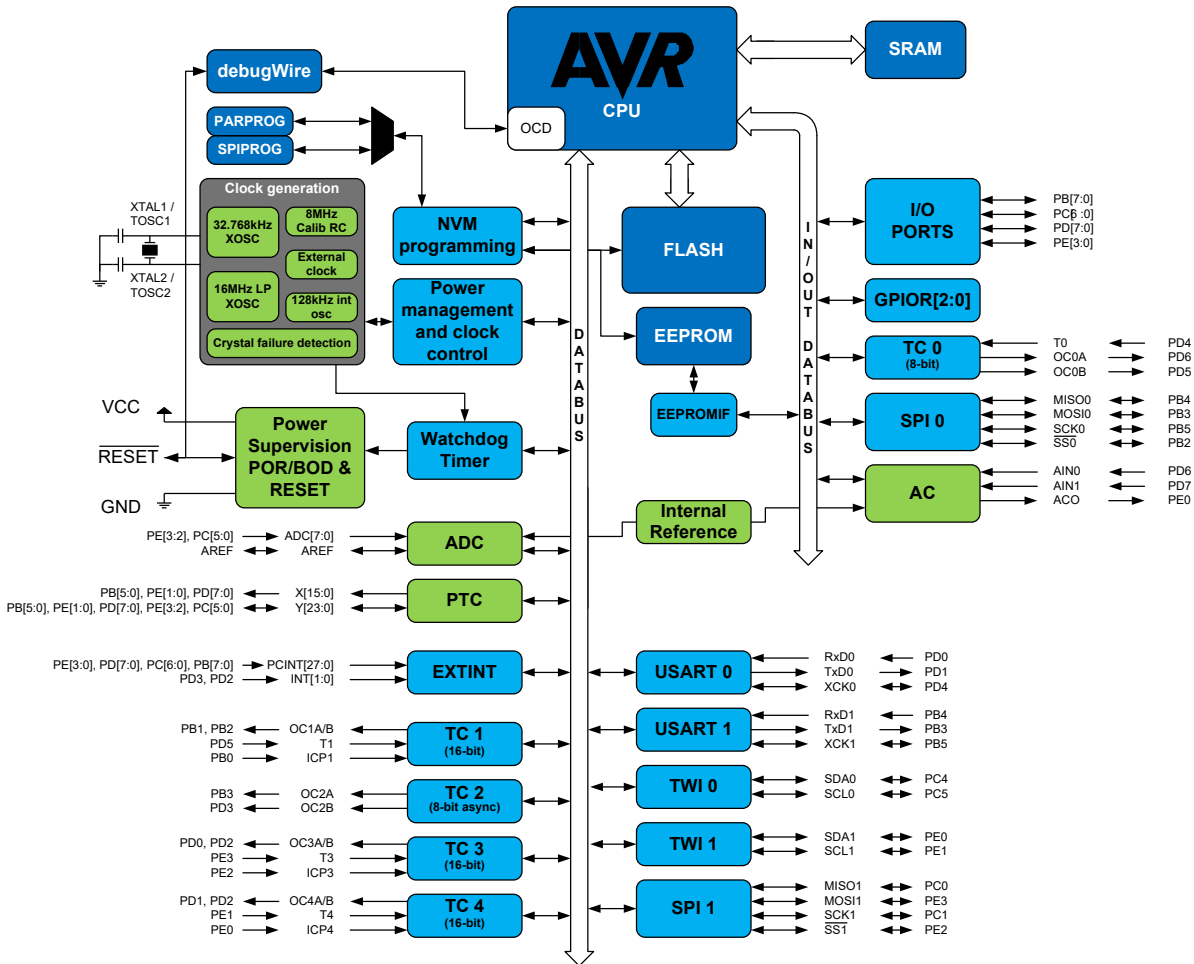 AVR
CPU
OCD
SRAM
debugWire
PARPROG
SPIPROG
Clock generation
XTAL1 /
TOSC1
32.768kHz
XOSC
8MHz
Calib RC
External
clock
XTAL2 /
TOSC2
16MHz LP
XOSC
128kHz int
osc
Crystal failure detection
NVM
programming
Power
management
and clock
control
FLASH
EEPROM
EEPROMIF
DATABUS
IN/OUT DATABUS
I/O
PORTS
PB[7:0]
PC[6 :0]
PD[7:0]
PE[3:0]
GPIOR[2:0]
TC 0
(8-bit)
T0 PD4
OC0A PD6
OC0B PD5
SPI 0
MISO0 PB4
MOSI0 PB3
SCK0 PB5
SS0 PB2
AC
AIN0 PD6
AIN1 PD7
ACO PE0
VCC
RESET
GND
Power
Supervision
POR/BOD &
RESET
Watchdog
Timer
Internal
Reference
PE[3:2], PC[5:0] ADC[7:0]
AREF AREF
ADC
PB[5:0], PE[1:0], PD[7:0] X[15:0]
PB[5:0], PE[1:0], PD[7:0], PE[3:2], PC[5:0] Y[23:0]
PTC
PE[3:0], PD[7:0], PC[6:0], PB[7:0] PCINT[27:0]
PD3, PD2 INT[1:0]
EXTINT
PB1, PB2 OC1A/B
PD5 T1
PB0 ICP1
TC 1
(16-bit)
PB3 OC2A
PD3 OC2B
TC 2
(8-bit async)
PD0, PD2 OC3A/B
PE3 T3
PE2 ICP3
TC 3
(16-bit)
PD1, PD2 OC4A/B
PE1 T4
PE0 ICP4
TC 4
(16-bit)
USART 0
RxD0 PD0
TxD0 PD1
XCK0 PD4
USART 1
RxD1 PB4
TxD1 PB3
XCK1 PB5
TWI 0
SDA0 PC4
SCL0 PC5
TWI 1
SDA1 PE0
SCL1 PE1
SPI 1
MISO1 PC0
MOSI1 PE3
SCK1 PC1
SS1 PE2